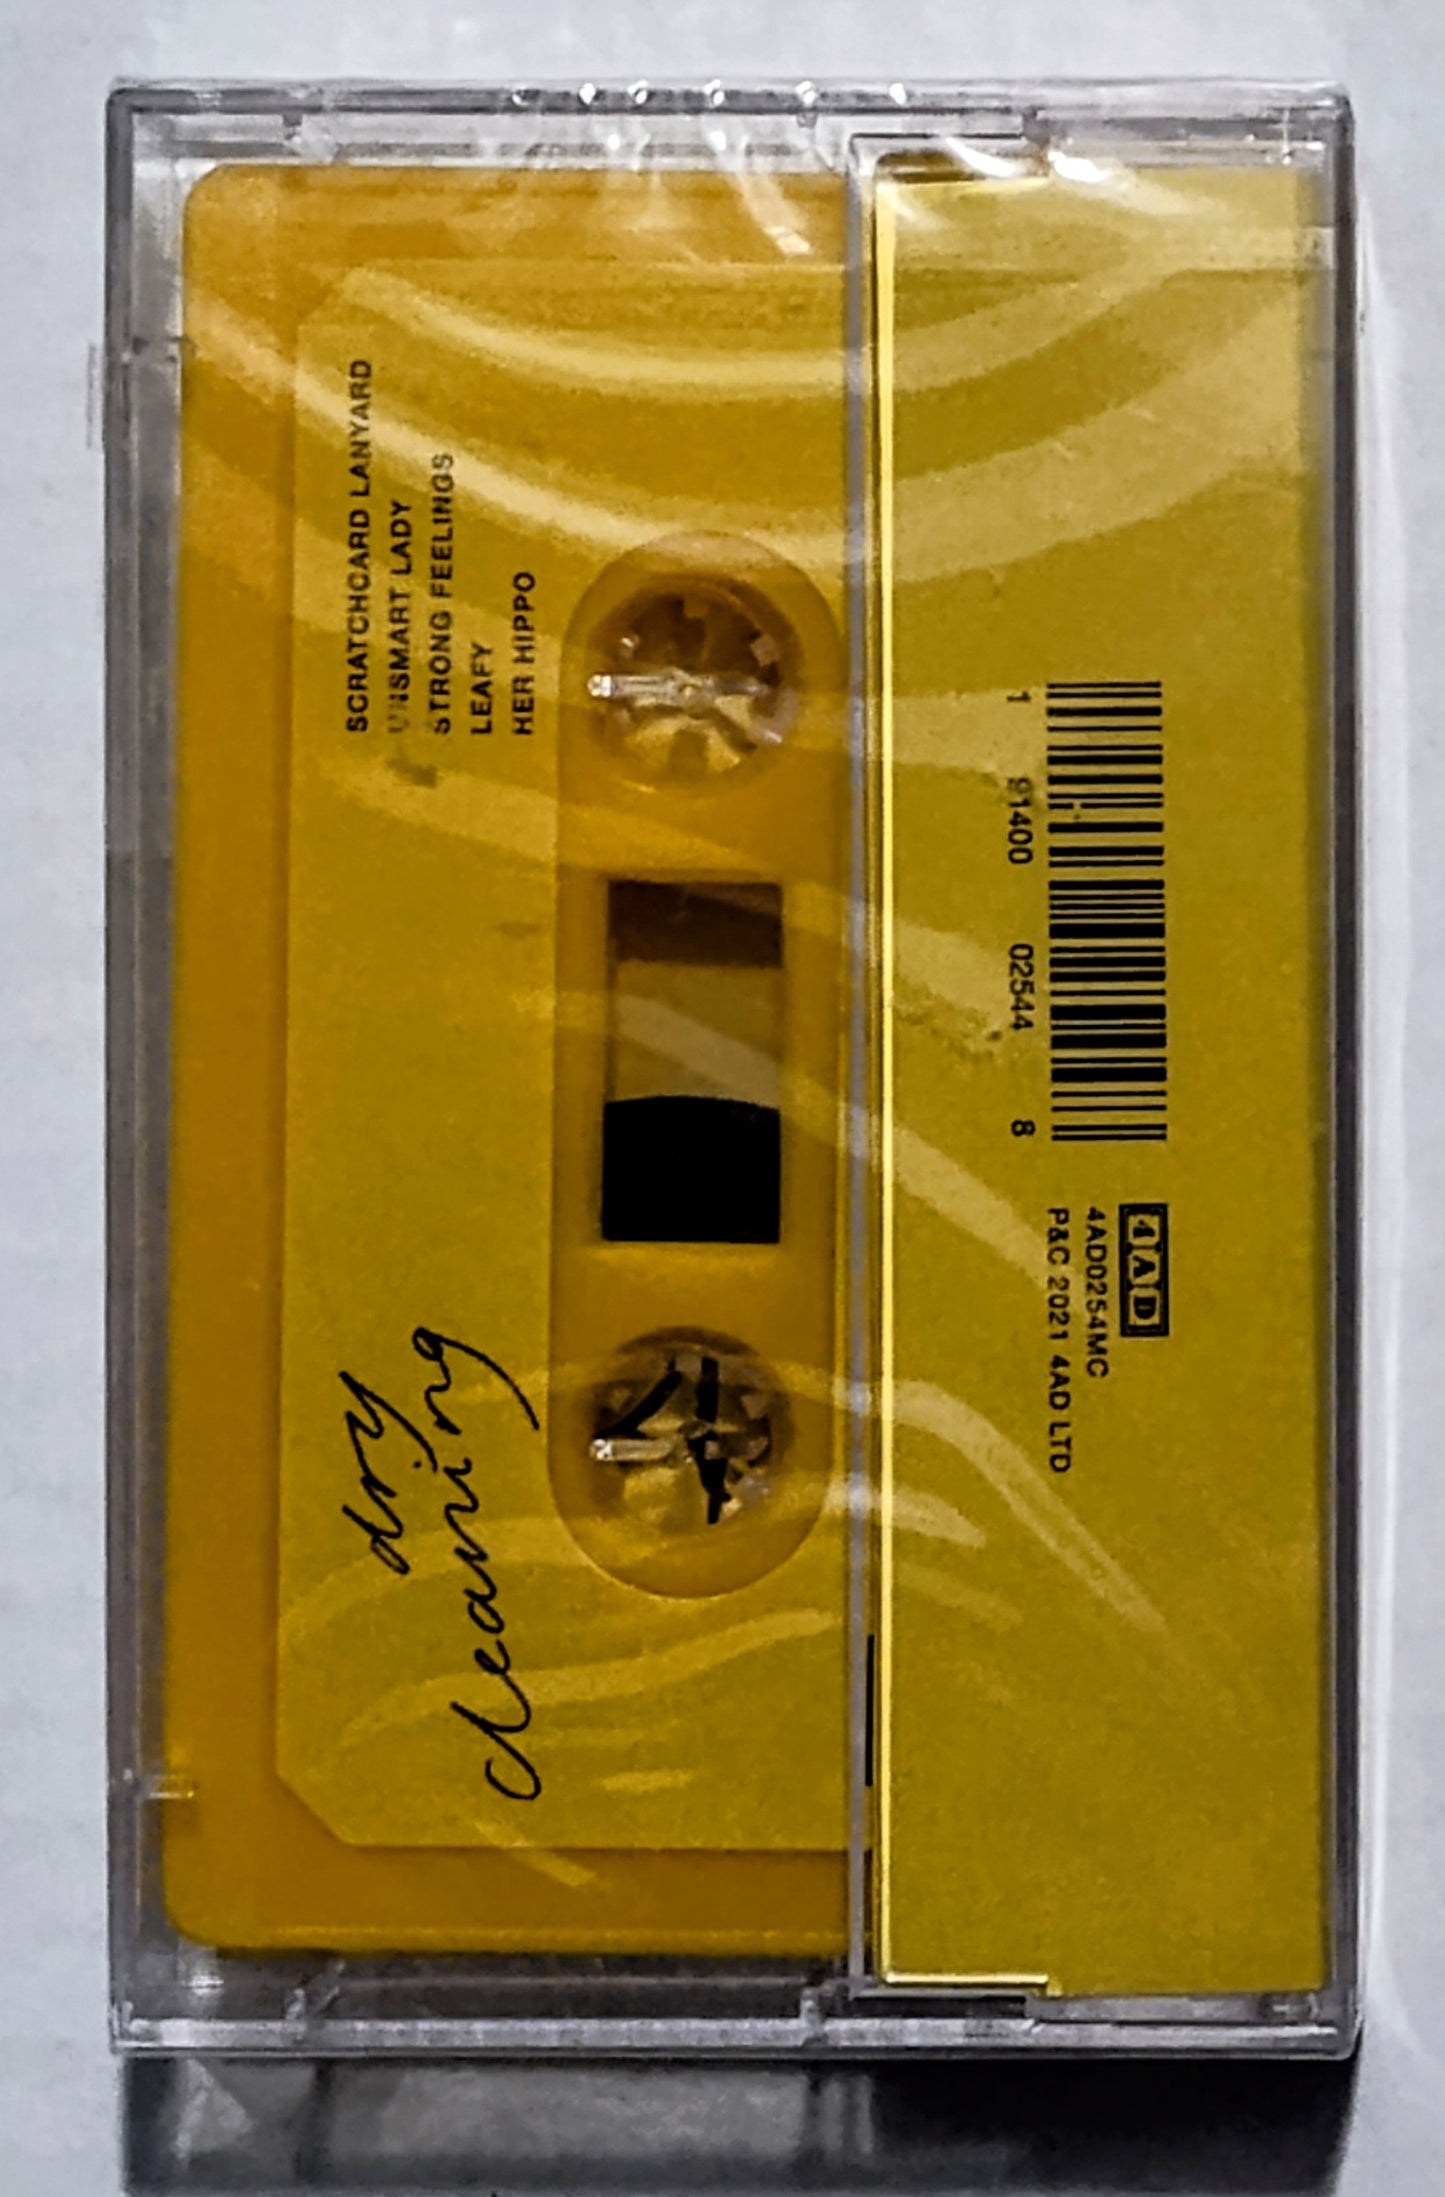 SCRATCHCARD LANYARD
UNSMART LADY
STRONG FEELINGS
LEAFY
HER HIPPO
dry
cleaning
1 91400 02544 8
4AD
4AD0254MC
P&C 2021 4AD LTD